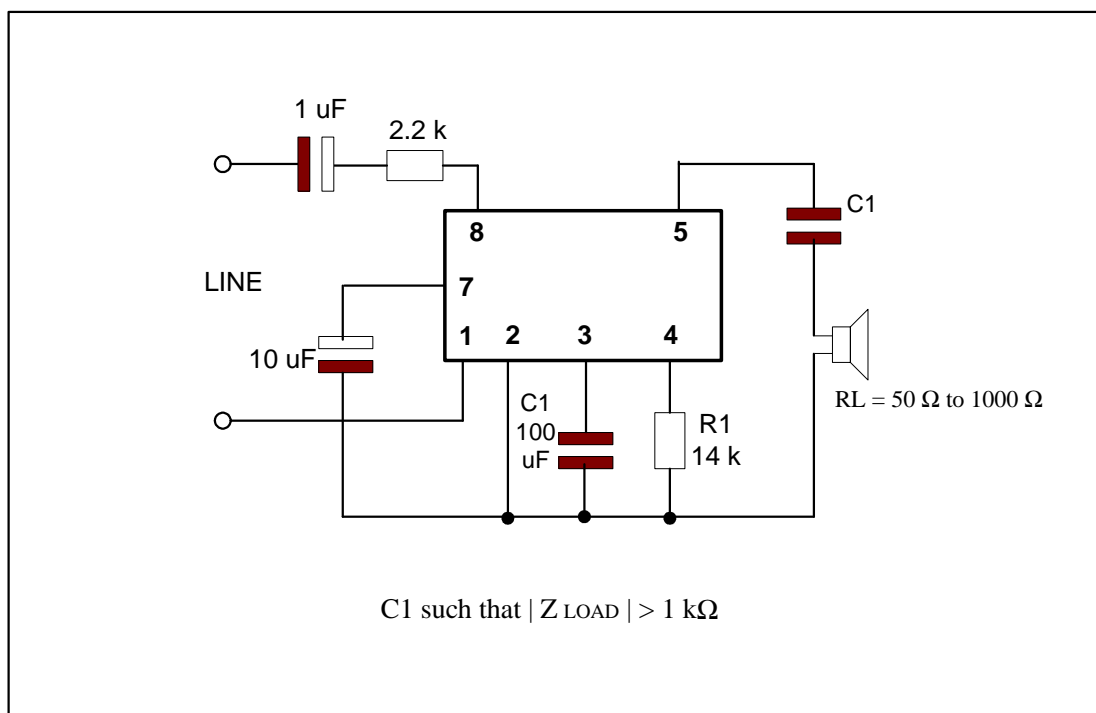 1 uF
2.2 k
C1
8
5
LINE
7
1
2
3
4
10 uF
RL = 50 Ω to 1000 Ω
C1
100
uF
R1
14 k
C1 such that | Z LOAD | > 1 kΩ